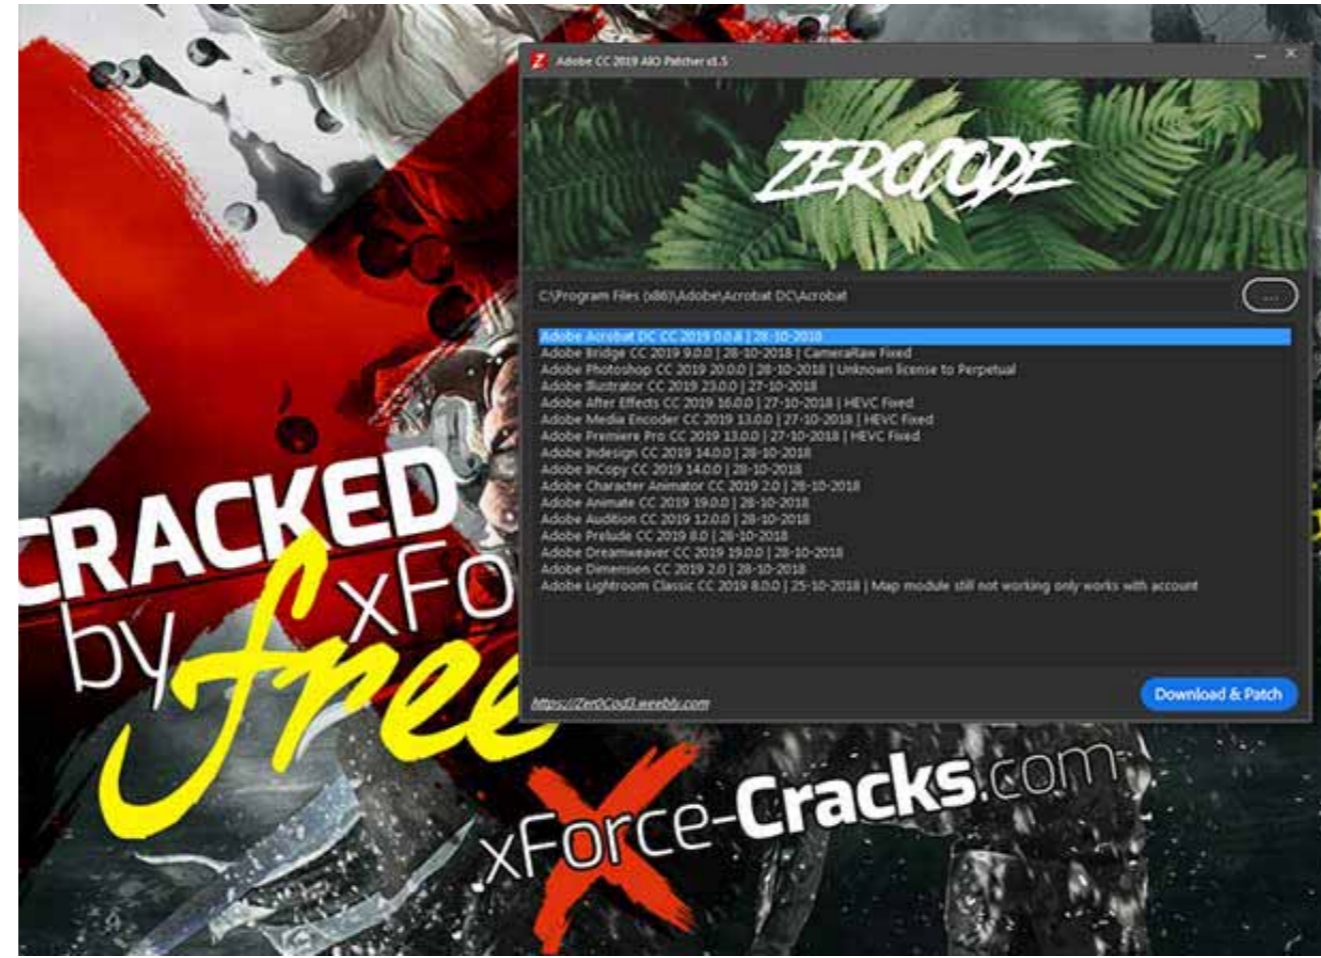 Adobe CC 2019 AIO Patcher v1.5
ZEROCODE
C:\Program Files (x86)\Adobe\Acrobat DC\Acrobat
...
Adobe Acrobat DC CC 2019 0.0.8 | 28-10-2018
Adobe Bridge CC 2019 9.0.0 | 28-10-2018 | CameraRaw Fixed
Adobe Photoshop CC 2019 20.0.0 | 28-10-2018 | Unknown license to Perpetual
Adobe Illustrator CC 2019 23.0.0 | 27-10-2018
Adobe After Effects CC 2019 16.0.0 | 27-10-2018 | HEVC Fixed
Adobe Media Encoder CC 2019 13.0.0 | 27-10-2018 | HEVC Fixed
Adobe Premiere Pro CC 2019 13.0.0 | 27-10-2018 | HEVC Fixed
Adobe Indesign CC 2019 14.0.0 | 28-10-2018
Adobe InCopy CC 2019 14.0.0 | 28-10-2018
Adobe Character Animator CC 2019 2.0 | 28-10-2018
Adobe Animate CC 2019 19.0.0 | 28-10-2018
Adobe Audition CC 2019 12.0.0 | 28-10-2018
Adobe Prelude CC 2019 8.0 | 28-10-2018
Adobe Dreamweaver CC 2019 19.0.0 | 28-10-2018
Adobe Dimension CC 2019 2.0 | 28-10-2018
Adobe Lightroom Classic CC 2019 8.0.0 | 25-10-2018 | Map module still not working only works with account
https://Zer0Cod3.weebly.com
Download & Patch
CRACKED
by xFo
free
xForce-Cracks.com